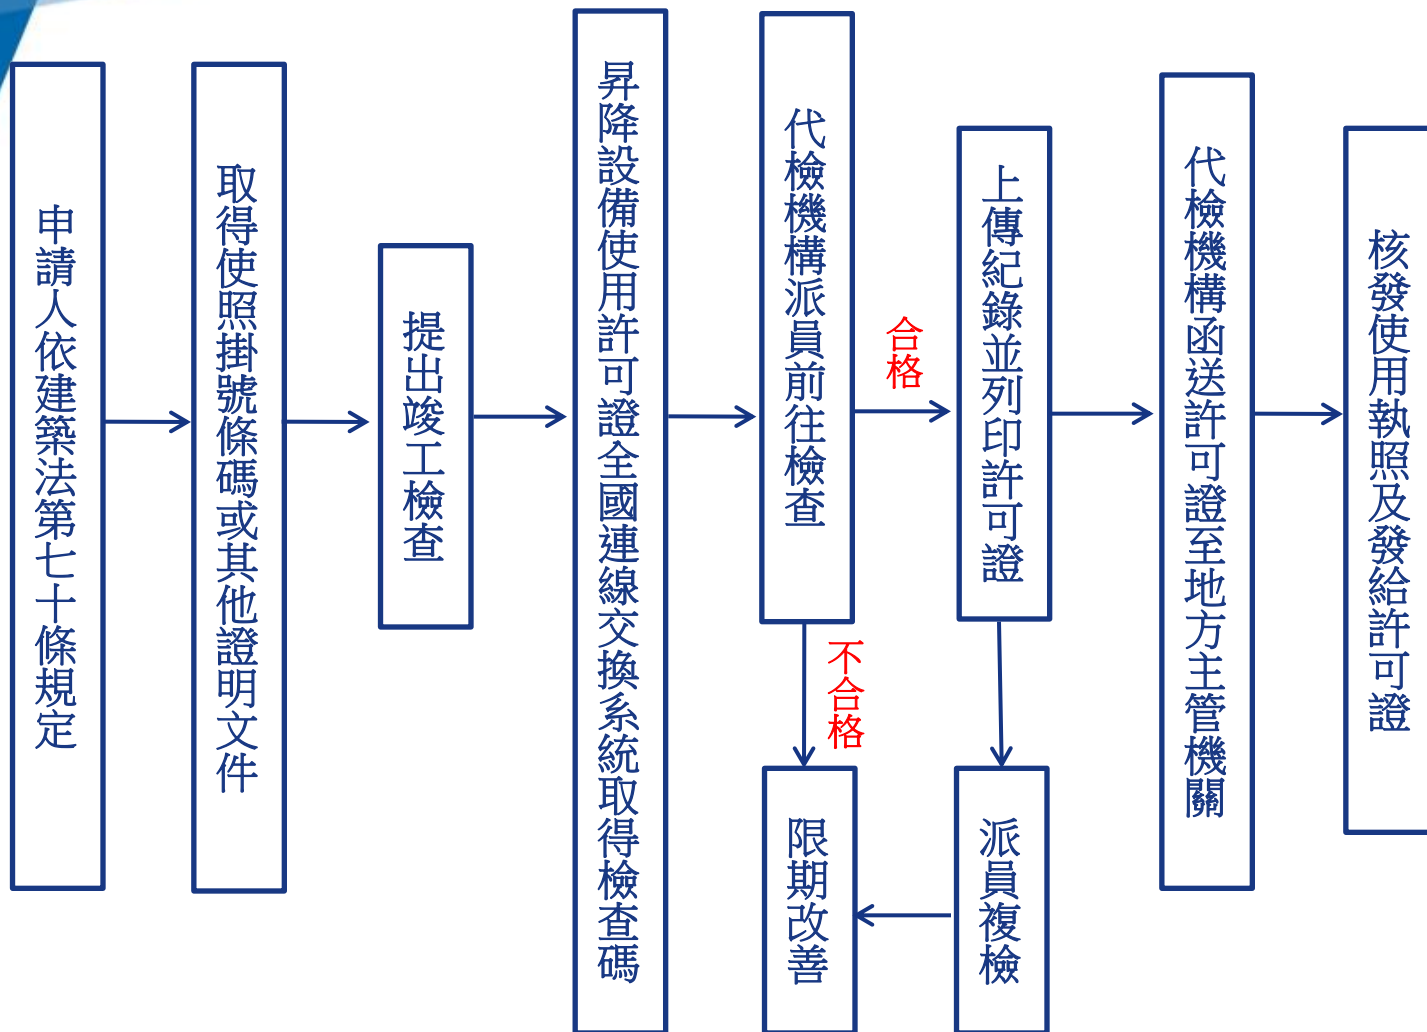 申請人依建築法第七十條規定
取得使照掛號條碼或其他證明文件
提出竣工檢查
昇降設備使用許可證全國連線交換系統取得檢查碼
代檢機構派員前往檢查
合格
不合格
限期改善
上傳紀錄並列印許可證
派員複檢
代檢機構函送許可證至地方主管機關
核發使用執照及發給許可證